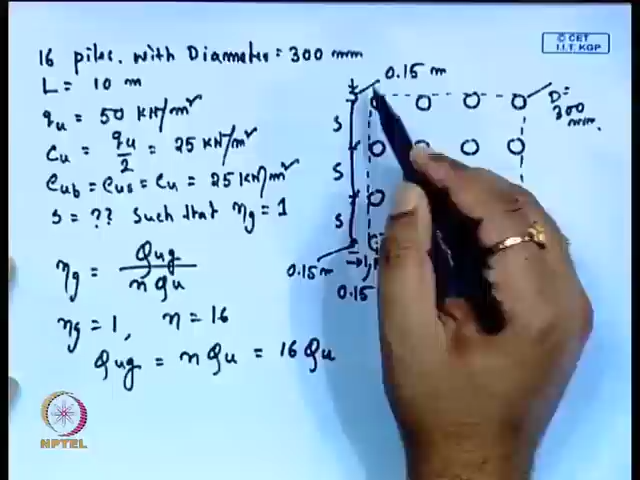 © CET
I.I.T. KGP
16 piles. with Diameter = 300 mm
L = 10 m
qu = 50 KN/m²
Cu = qu/2 = 25 KN/m²
Cub = Cus = Cu = 25 KN/m²
S = ?? Such that ηg = 1
ηg = Qug / n Qu
ηg = 1, n = 16
Qug = n Qu = 16 Qu
0.15 m
D = 300 mm.
S
S
S
0.15 m
0.15
NPTEL